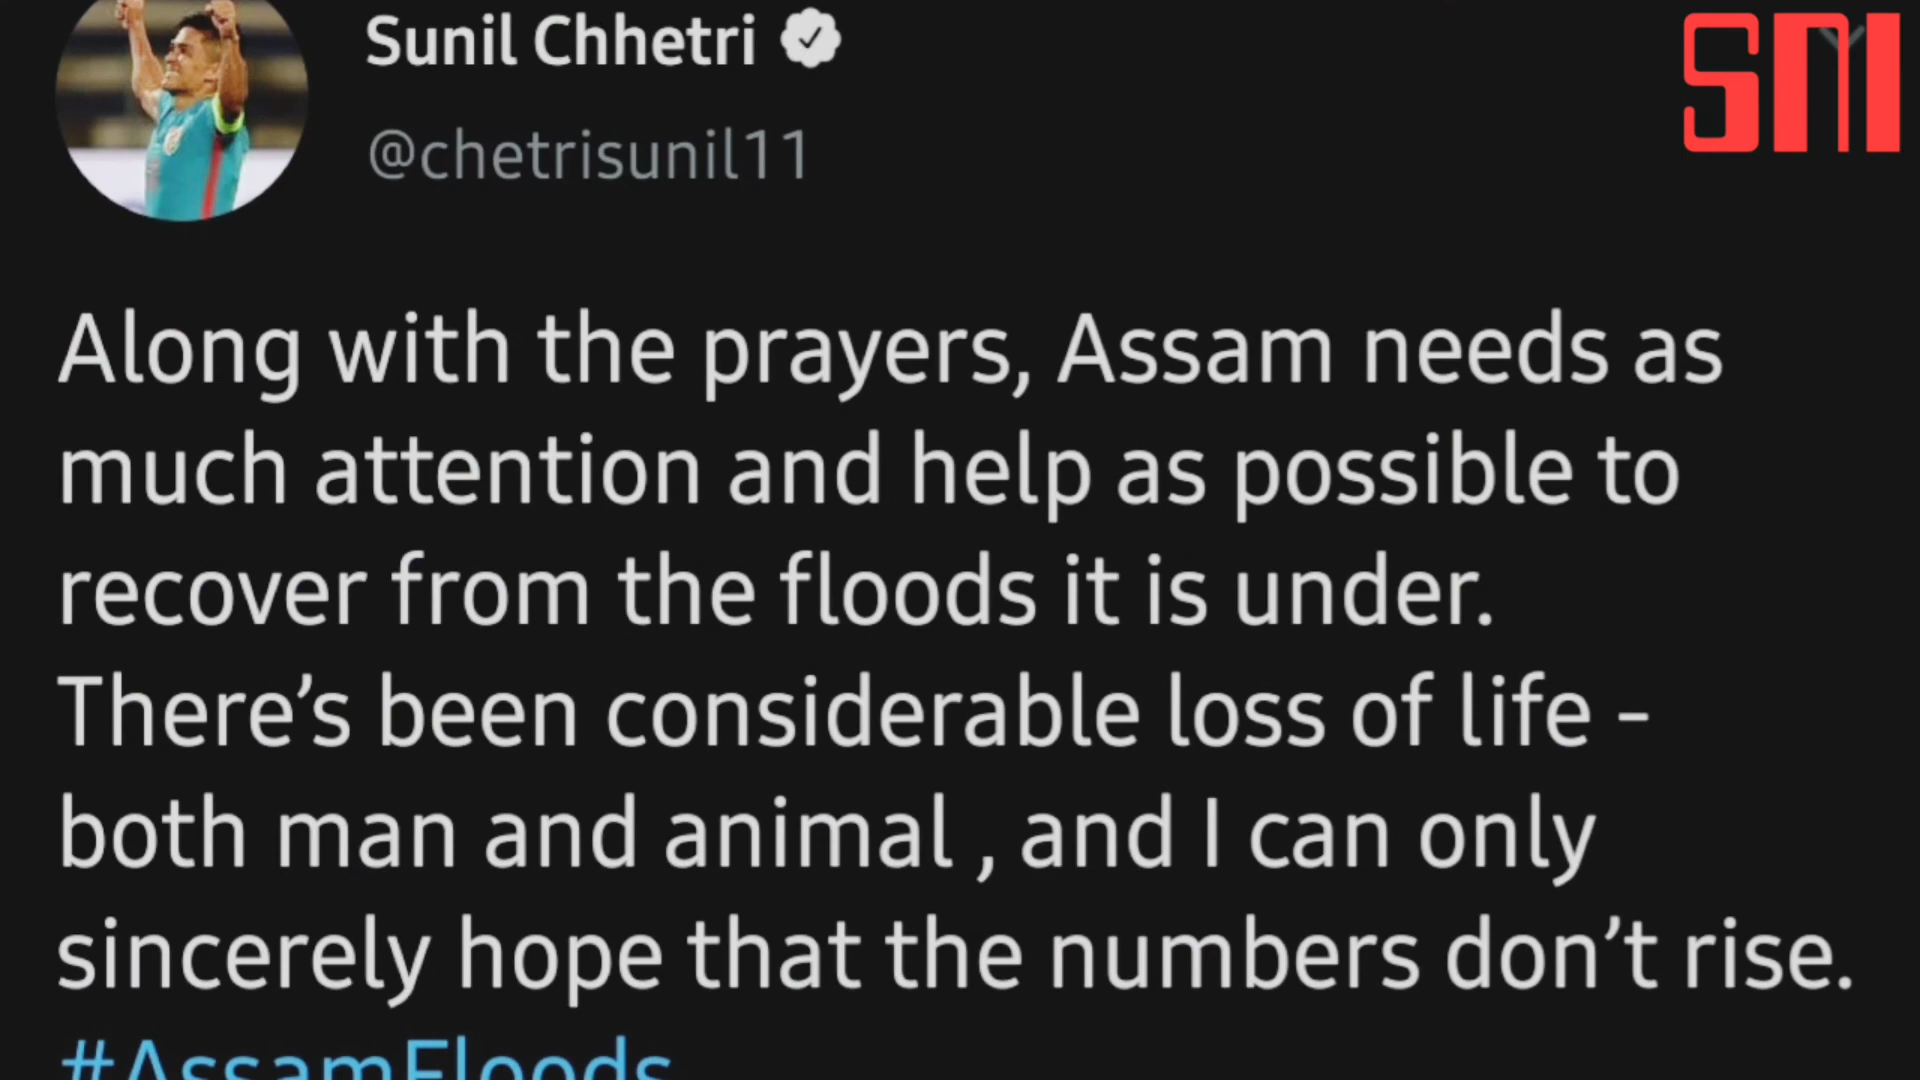 Sunil Chhetri
SNI
@chetrisunil11
Along with the prayers, Assam needs as
much attention and help as possible to
recover from the floods it is under.
There’s been considerable loss of life -
both man and animal , and I can only
sincerely hope that the numbers don’t rise.
#AssamFloods